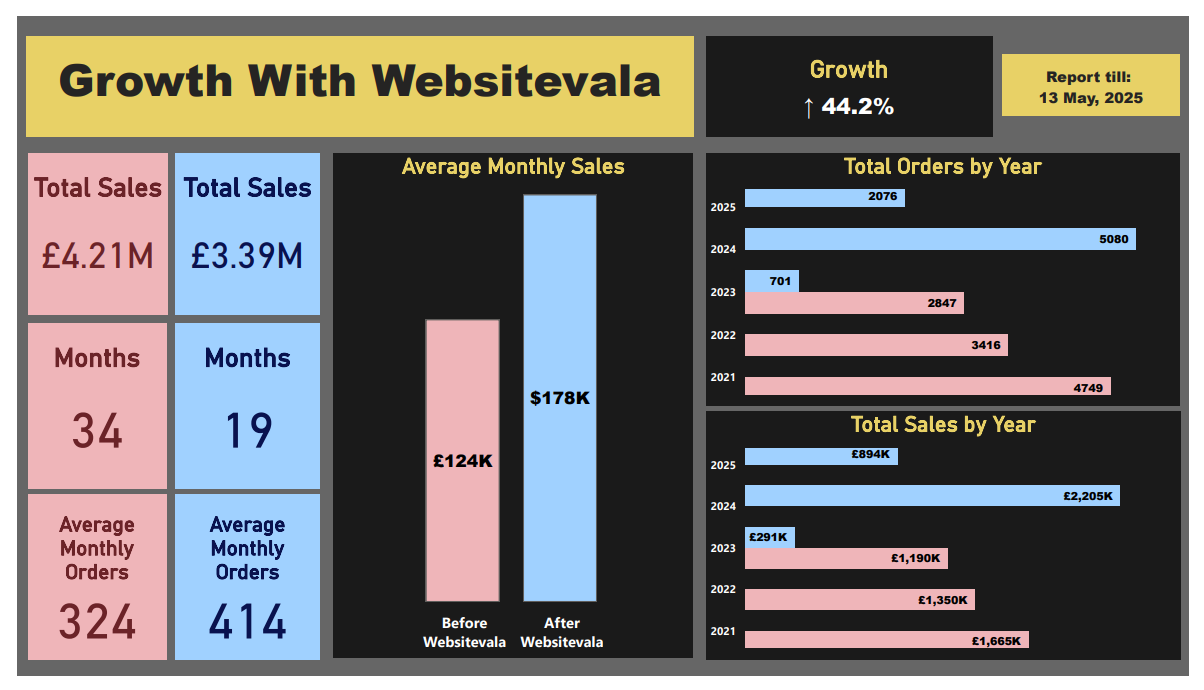 Growth With Websitevala
Growth
↑ 44.2%
Report till:
13 May, 2025
Total Sales
£4.21M
Total Sales
£3.39M
Months
34
Months
19
Average
Monthly
Orders
324
Average
Monthly
Orders
414
Average Monthly Sales
£124K
$178K
Before
Websitevala
After
Websitevala
Total Orders by Year
2025
2076
2024
5080
2023
701
2847
2022
3416
2021
4749
Total Sales by Year
2025
£894K
2024
£2,205K
2023
£291K
£1,190K
2022
£1,350K
2021
£1,665K